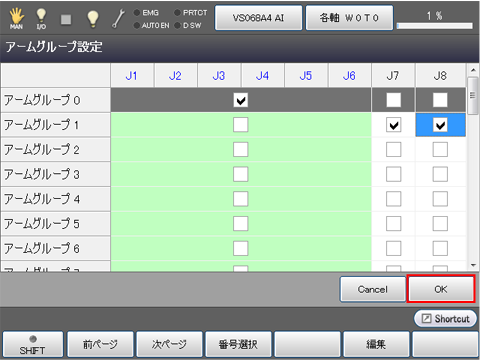 MAN I/O EMG PRTCT AUTOEN DSW VS068A4 A1 各軸 W0T0 1 %
アームグループ設定
J1 J2 J3 J4 J5 J6 J7 J8
アームグループ 0
アームグループ 1
アームグループ 2
アームグループ 3
アームグループ 4
アームグループ 5
アームグループ 6
Cancel OK
Shortcut
SHIFT 前ページ 次ページ 番号選択 編集